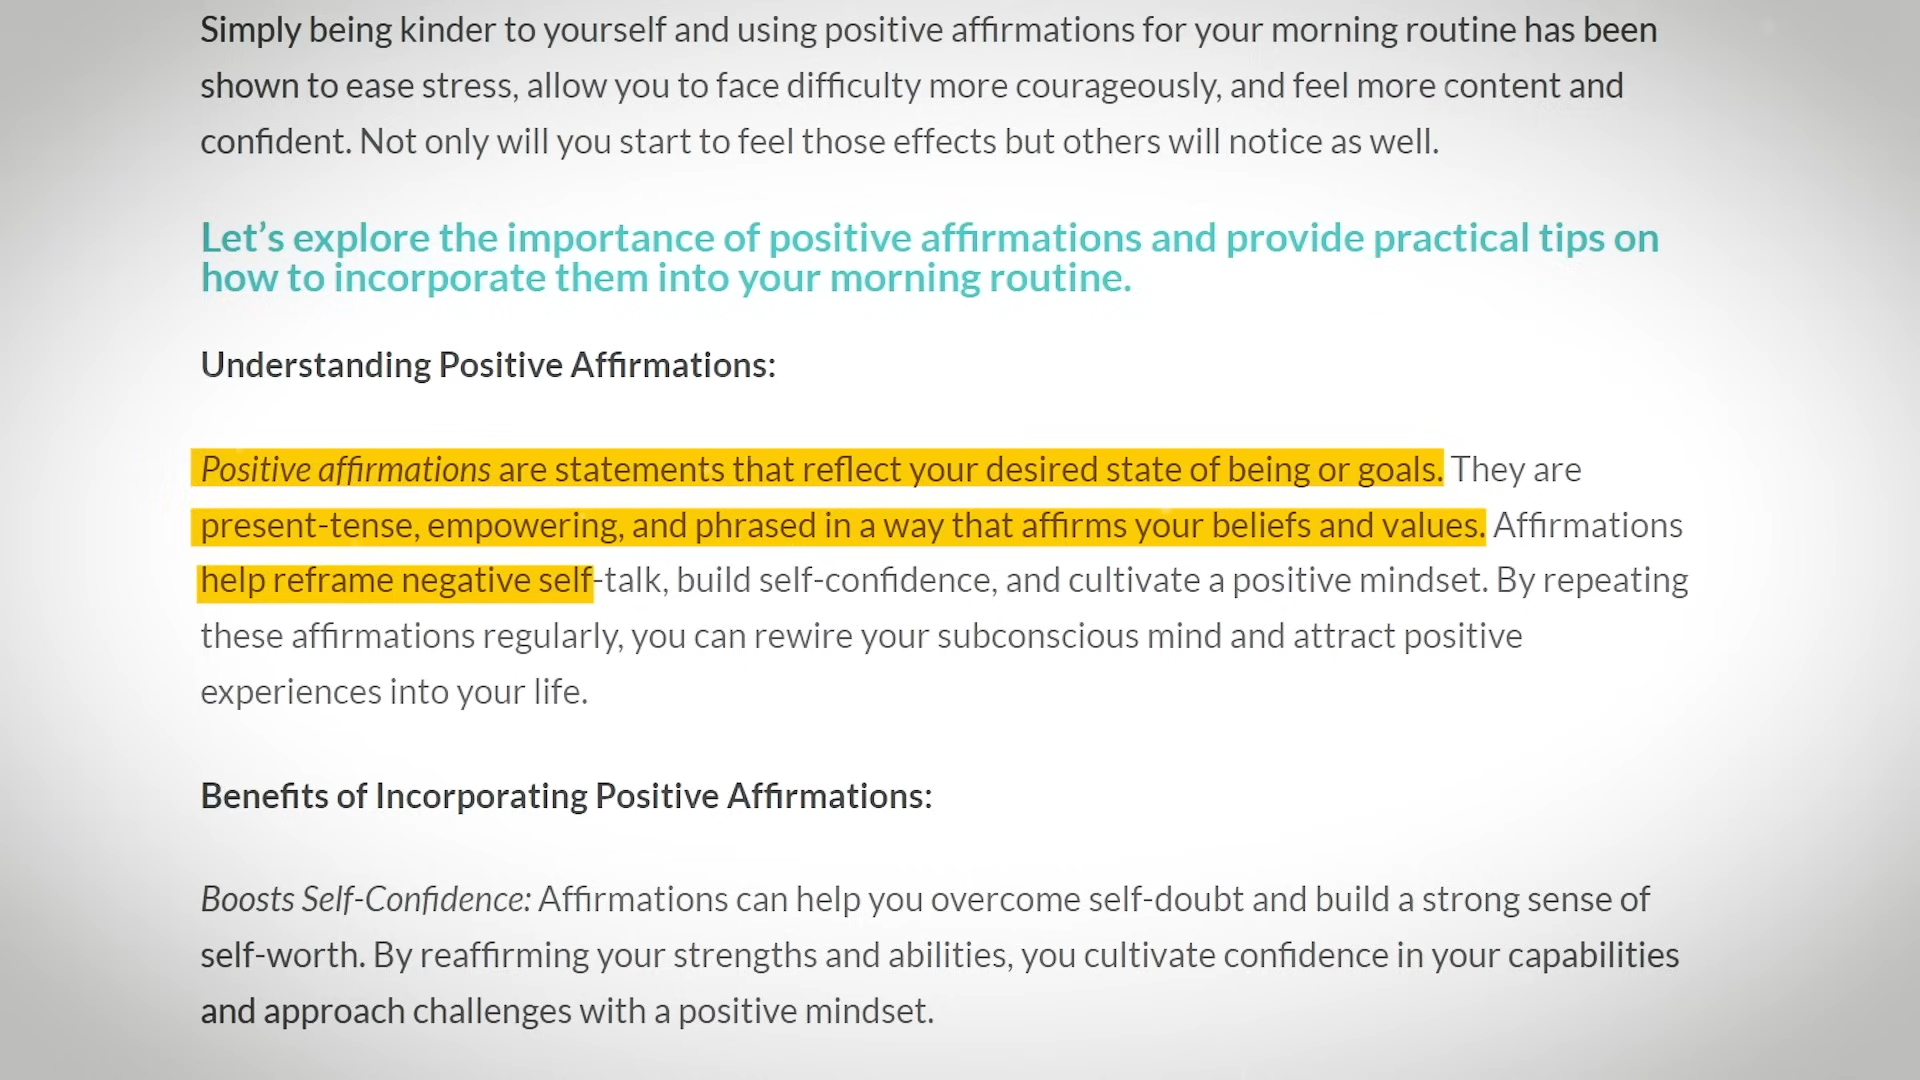 Simply being kinder to yourself and using positive affirmations for your morning routine has been
shown to ease stress, allow you to face difficulty more courageously, and feel more content and
confident. Not only will you start to feel those effects but others will notice as well.
Let’s explore the importance of positive affirmations and provide practical tips on
how to incorporate them into your morning routine.
Understanding Positive Affirmations:
Positive affirmations are statements that reflect your desired state of being or goals. They are
present-tense, empowering, and phrased in a way that affirms your beliefs and values. Affirmations
help reframe negative self-talk, build self-confidence, and cultivate a positive mindset. By repeating
these affirmations regularly, you can rewire your subconscious mind and attract positive
experiences into your life.
Benefits of Incorporating Positive Affirmations:
Boosts Self-Confidence: Affirmations can help you overcome self-doubt and build a strong sense of
self-worth. By reaffirming your strengths and abilities, you cultivate confidence in your capabilities
and approach challenges with a positive mindset.